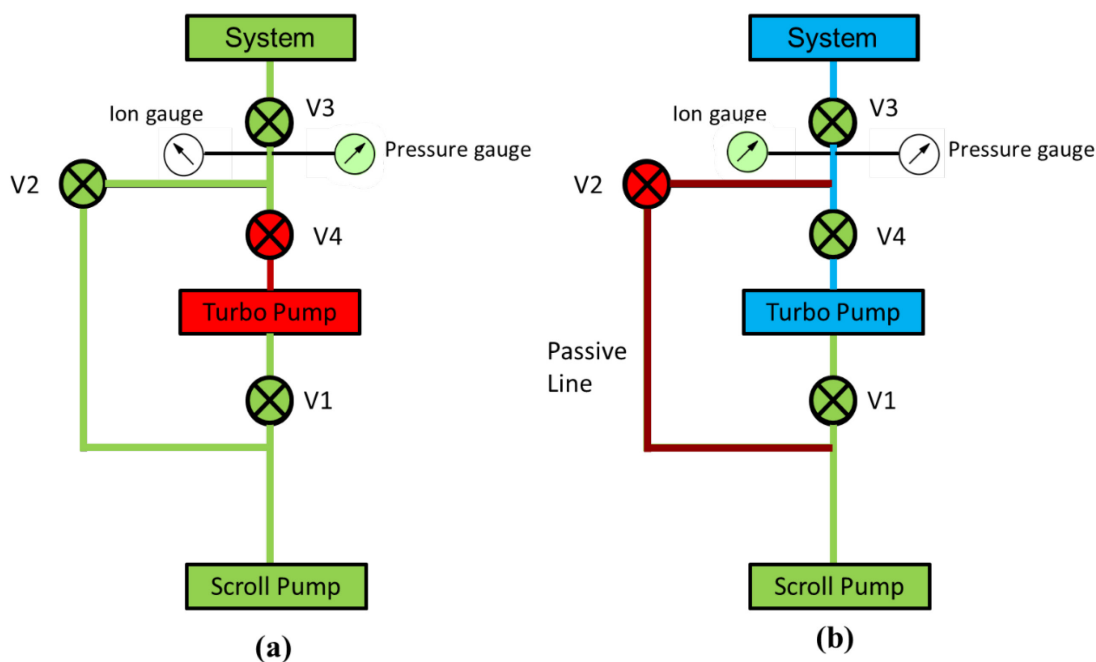 System
V3
Ion gauge
Pressure gauge
V2
V4
Turbo Pump
V1
Scroll Pump
(a)
System
V3
Ion gauge
Pressure gauge
V2
V4
Turbo Pump
Passive
Line
V1
Scroll Pump
(b)